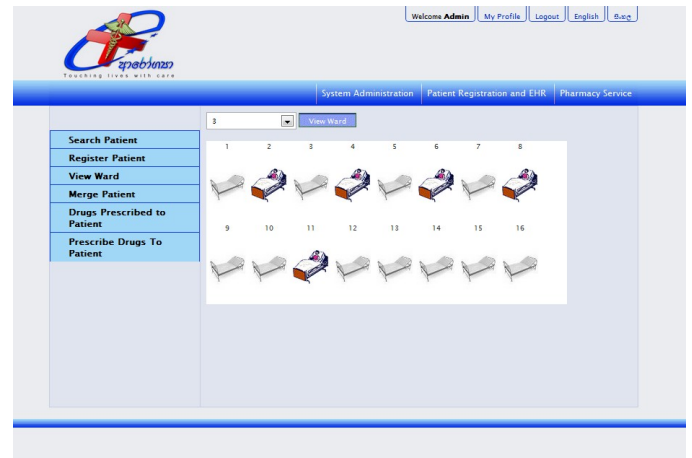 Welcome Admin My Profile Logout English සිංහල
Touching lives with care
System Administration Patient Registration and EHR Pharmacy Service
3 View Ward
Search Patient
Register Patient
View Ward
Merge Patient
Drugs Prescribed to
Patient
Prescribe Drugs To
Patient
1 2 3 4 5 6 7 8
9 10 11 12 13 14 15 16